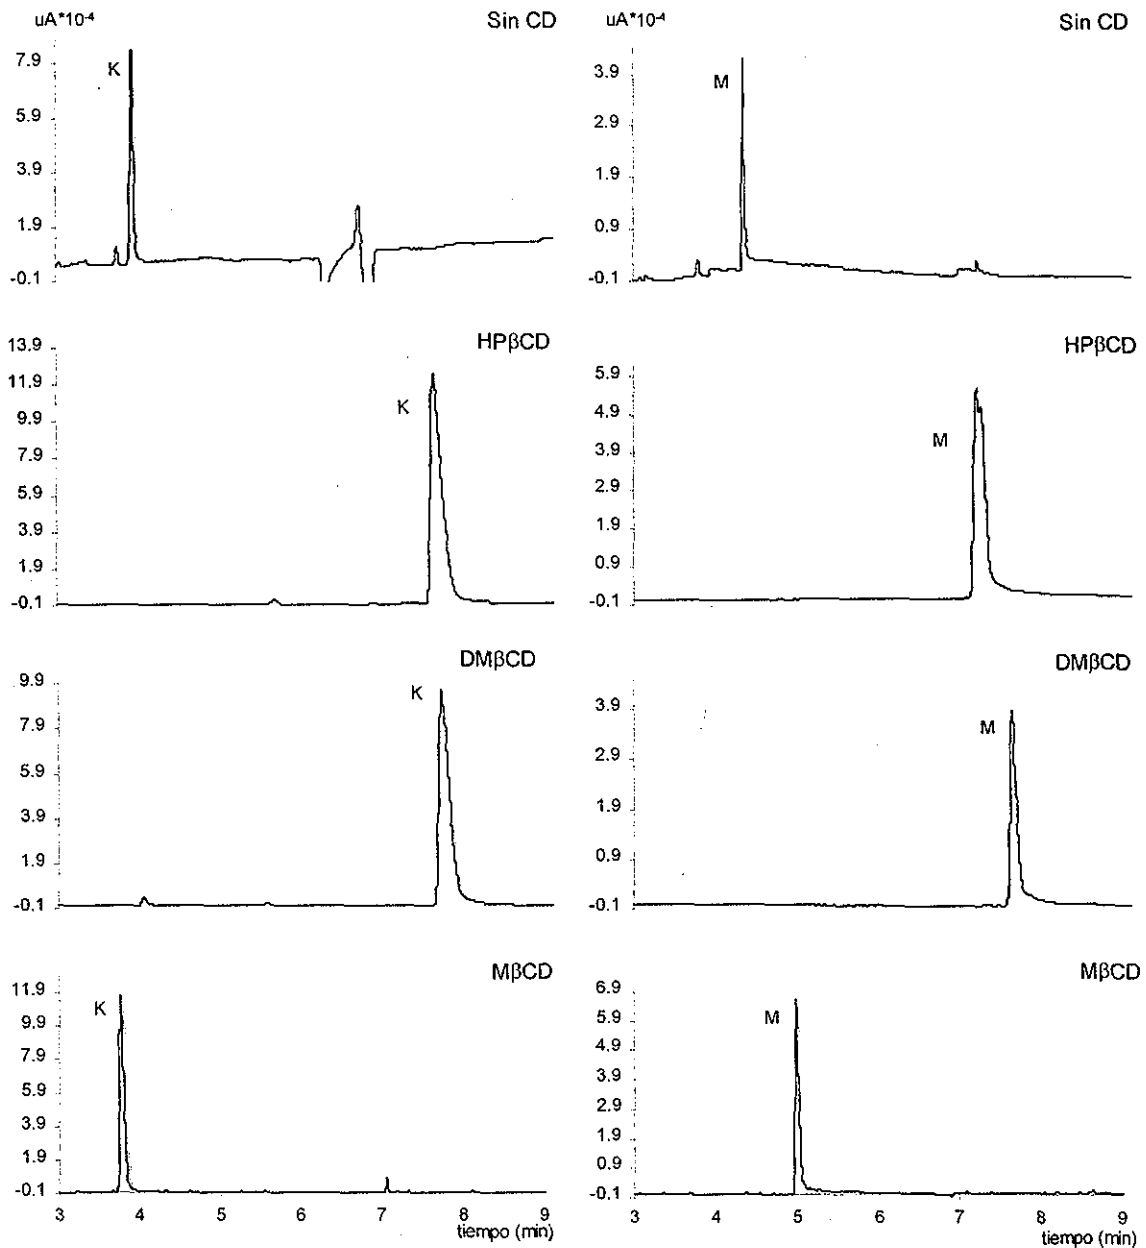 uA*10-4
Sin CD
K
7.9
5.9
3.9
1.9
-0.1
uA*10-4
Sin CD
M
3.9
2.9
1.9
0.9
-0.1
HPβCD
K
13.9
11.9
9.9
7.9
5.9
3.9
1.9
-0.1
HPβCD
M
5.9
4.9
3.9
2.9
1.9
0.9
-0.1
DMβCD
K
9.9
7.9
5.9
3.9
1.9
-0.1
DMβCD
M
3.9
2.9
1.9
0.9
-0.1
MβCD
K
11.9
9.9
7.9
5.9
3.9
1.9
-0.1
3 4 5 6 7 8 9
tiempo (min)
MβCD
M
6.9
5.9
4.9
3.9
2.9
1.9
0.9
-0.1
3 4 5 6 7 8 9
tiempo (min)